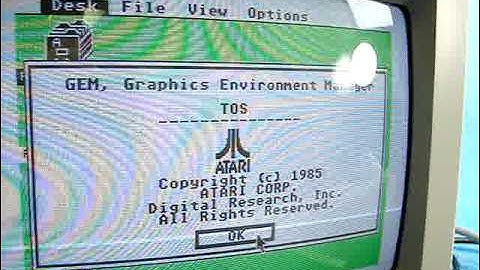 Desk File View Options
GEM, Graphics Environment Manager
TOS
---------------
ATARI
Copyright (c) 1985
ATARI CORP.
Digital Research, Inc.
All Rights Reserved.
OK